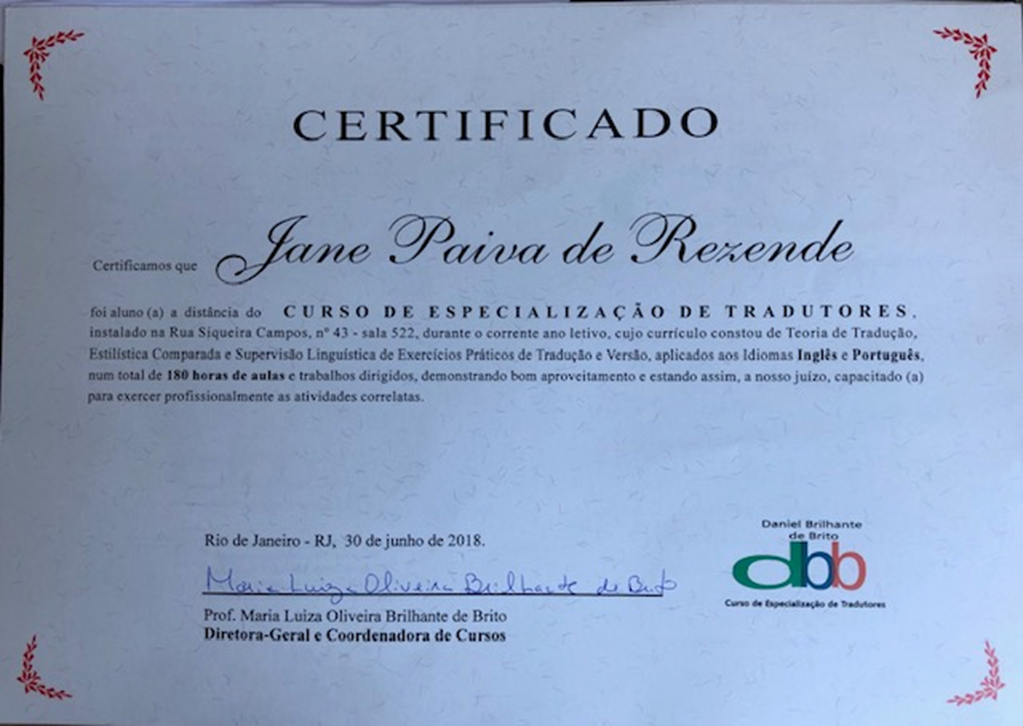 CERTIFICADO
Certificamos que Jane Paiva de Rezende
foi aluno (a) a distância do CURSO DE ESPECIALIZAÇÃO DE TRADUTORES,
instalado na Rua Siqueira Campos, nº 43 - sala 522, durante o corrente ano letivo, cujo currículo constou de Teoria de Tradução,
Estilística Comparada e Supervisão Linguística de Exercícios Práticos de Tradução e Versão, aplicados aos Idiomas Inglês e Português,
num total de 180 horas de aulas e trabalhos dirigidos, demonstrando bom aproveitamento e estando assim, a nosso juízo, capacitado (a)
para exercer profissionalmente as atividades correlatas.
Rio de Janeiro - RJ, 30 de junho de 2018.
Maria Luiza Oliveira Brilhante de Brito
Prof. Maria Luiza Oliveira Brilhante de Brito
Diretora-Geral e Coordenadora de Cursos
Daniel Brilhante
de Brito
dbb
Curso de Especialização de Tradutores